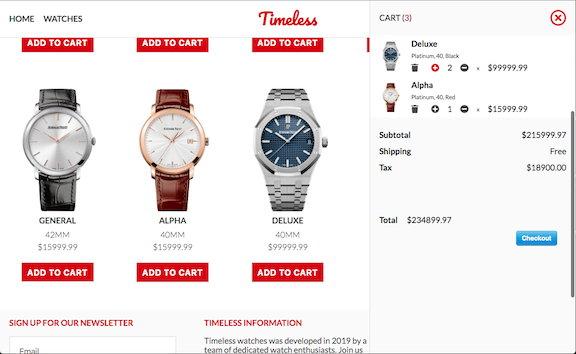 HOME WATCHES
Timeless
CART (3)
ADD TO CART ADD TO CART
Deluxe
Platinum, 40, Black
2 x $99999.99
Alpha
Platinum, 40, Red
1 x $15999.99
Subtotal $215999.97
Shipping Free
Tax $18900.00
Total $234899.97
Checkout
GENERAL
42MM
$15999.99
ADD TO CART
ALPHA
40MM
$15999.99
ADD TO CART
DELUXE
40MM
$99999.99
ADD TO CART
SIGN UP FOR OUR NEWSLETTER
Email
TIMELESS INFORMATION
Timeless watches was developed in 2019 by a
team of dedicated watch enthusiasts. Join us